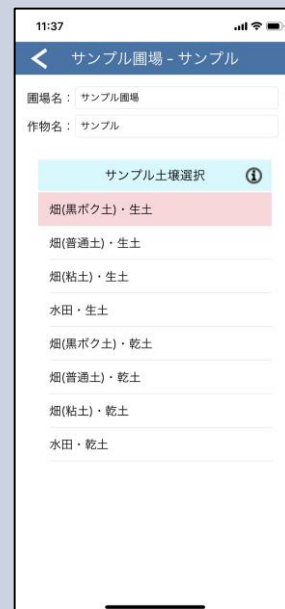 11:37
サンプル圃場 - サンプル
圃場名： サンプル圃場
作物名： サンプル
サンプル土壌選択
畑(黒ボク土)・生土
畑(普通土)・生土
畑(粘土)・生土
水田・生土
畑(黒ボク土)・乾土
畑(普通土)・乾土
畑(粘土)・乾土
水田・乾土